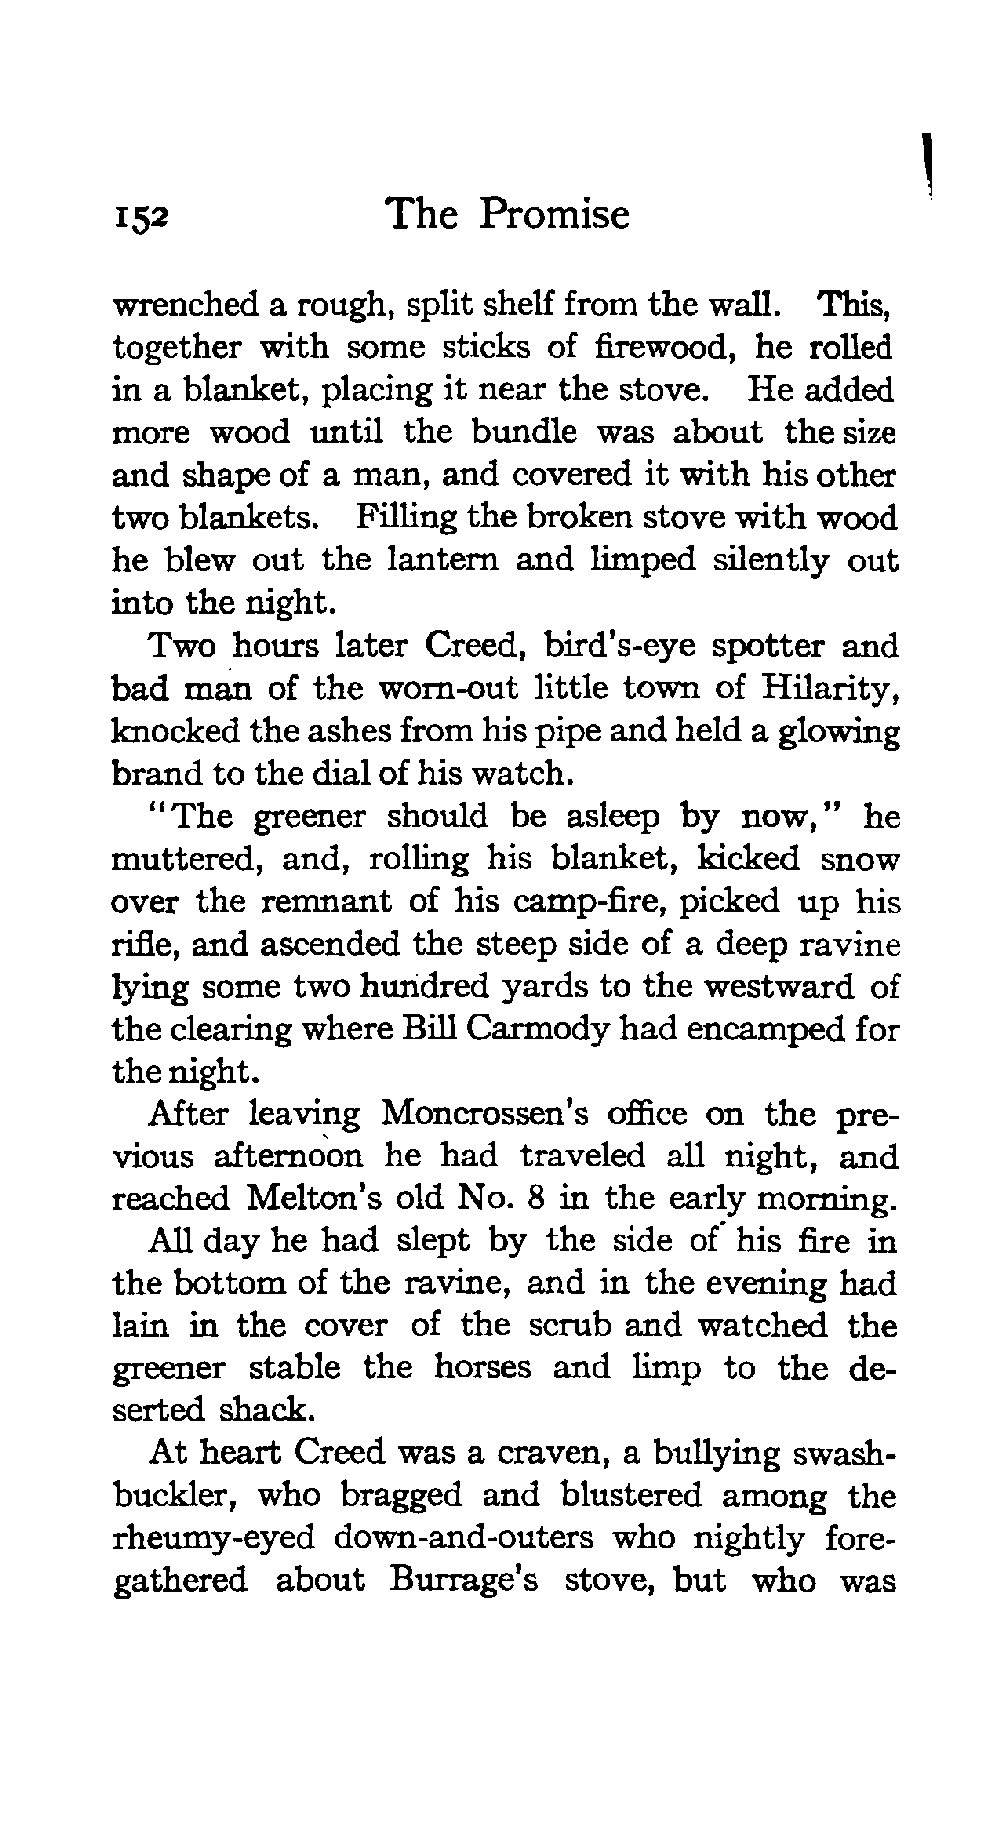 152 The Promise
wrenched a rough, split shelf from the wall. This,
together with some sticks of firewood, he rolled
in a blanket, placing it near the stove. He added
more wood until the bundle was about the size
and shape of a man, and covered it with his other
two blankets. Filling the broken stove with wood
he blew out the lantern and limped silently out
into the night.
Two hours later Creed, bird's-eye spotter and
bad man of the worn-out little town of Hilarity,
knocked the ashes from his pipe and held a glowing
brand to the dial of his watch.
"The greener should be asleep by now," he
muttered, and, rolling his blanket, kicked snow
over the remnant of his camp-fire, picked up his
rifle, and ascended the steep side of a deep ravine
lying some two hundred yards to the westward of
the clearing where Bill Carmody had encamped for
the night.
After leaving Moncrossen's office on the pre-
vious afternoon he had traveled all night, and
reached Melton's old No. 8 in the early morning.
All day he had slept by the side of his fire in
the bottom of the ravine, and in the evening had
lain in the cover of the scrub and watched the
greener stable the horses and limp to the de-
serted shack.
At heart Creed was a craven, a bullying swash-
buckler, who bragged and blustered among the
rheumy-eyed down-and-outers who nightly fore-
gathered about Burrage's stove, but who was